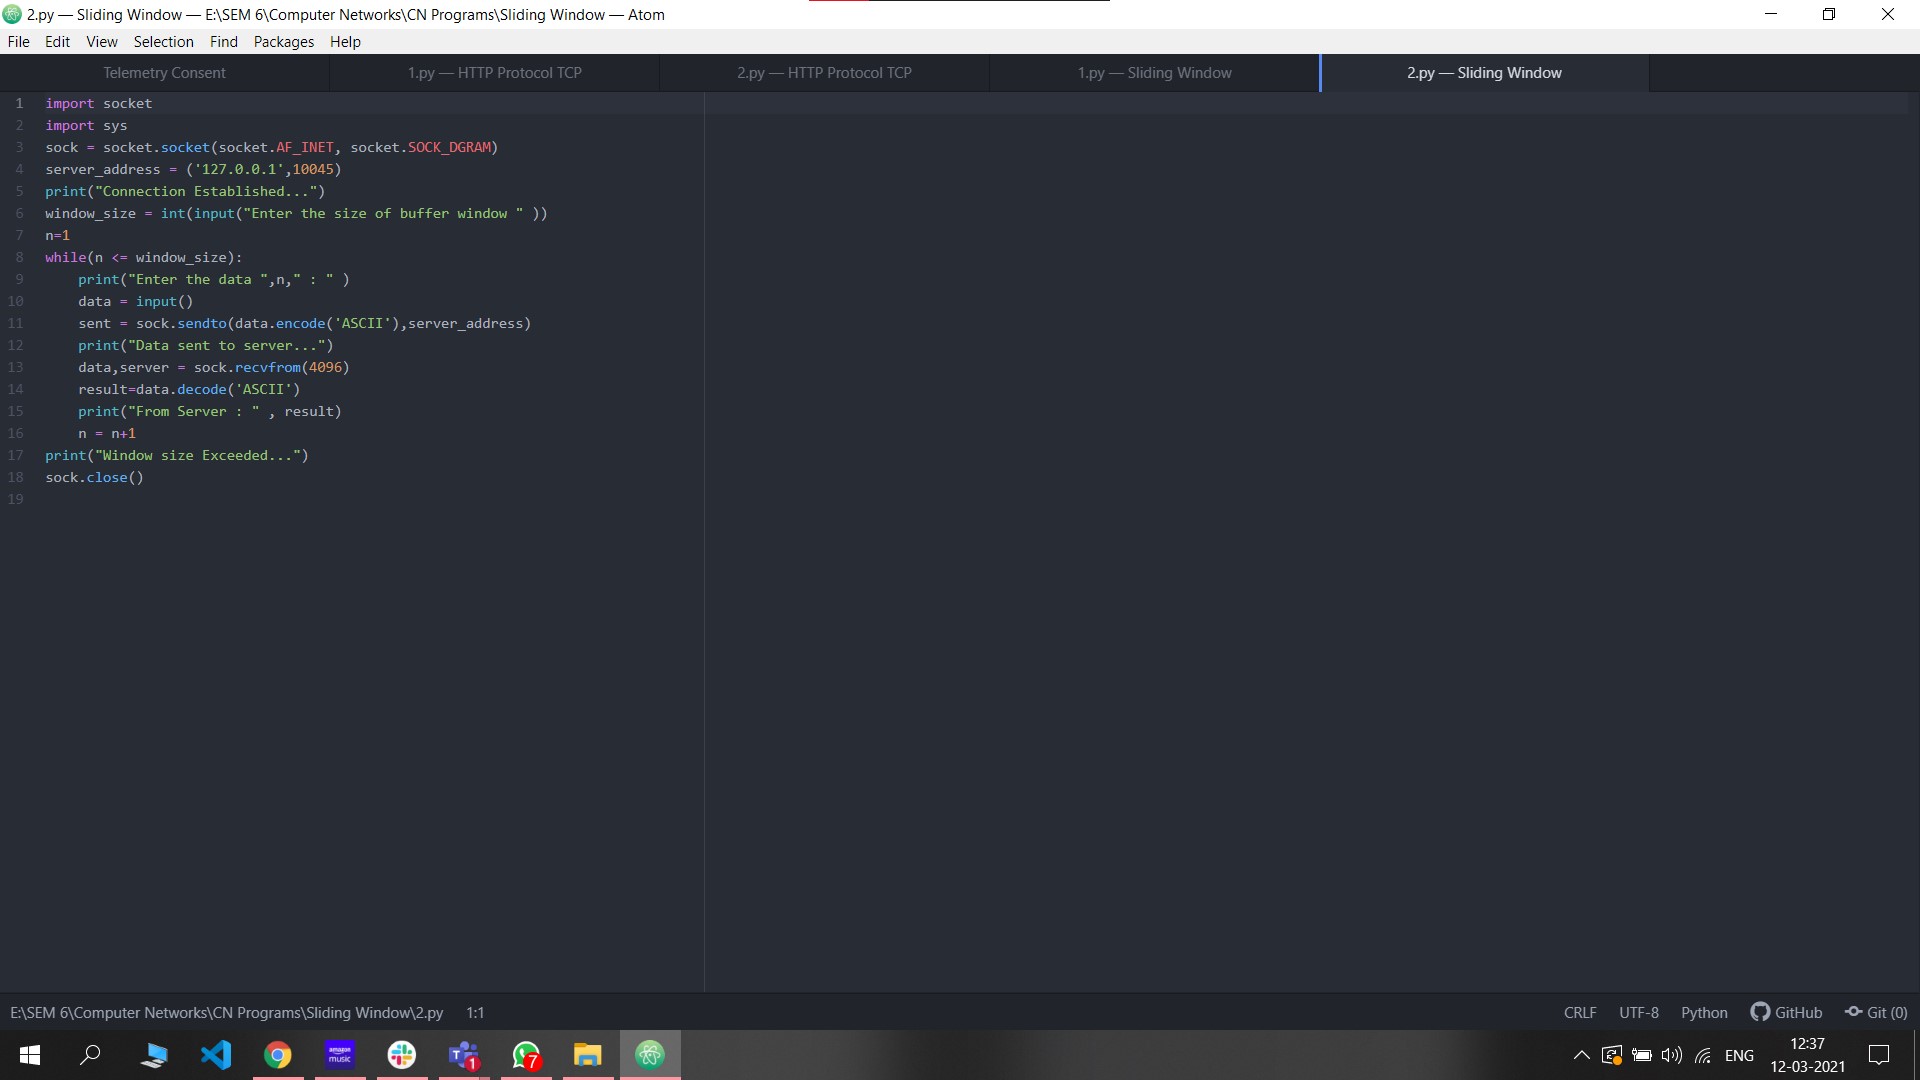 2.py — Sliding Window — E:\SEM 6\Computer Networks\CN Programs\Sliding Window — Atom
File Edit View Selection Find Packages Help
Telemetry Consent 1.py — HTTP Protocol TCP 2.py — HTTP Protocol TCP 1.py — Sliding Window 2.py — Sliding Window
1 import socket
2 import sys
3 sock = socket.socket(socket.AF_INET, socket.SOCK_DGRAM)
4 server_address = ('127.0.0.1',10045)
5 print("Connection Established...")
6 window_size = int(input("Enter the size of buffer window " ))
7 n=1
8 while(n <= window_size):
9     print("Enter the data ",n," : " )
10     data = input()
11     sent = sock.sendto(data.encode('ASCII'),server_address)
12     print("Data sent to server...")
13     data,server = sock.recvfrom(4096)
14     result=data.decode('ASCII')
15     print("From Server : " , result)
16     n = n+1
17 print("Window size Exceeded...")
18 sock.close()
19
E:\SEM 6\Computer Networks\CN Programs\Sliding Window\2.py 1:1 CRLF UTF-8 Python GitHub Git (0)
amazon music T 1 7 ENG 12:37
12-03-2021